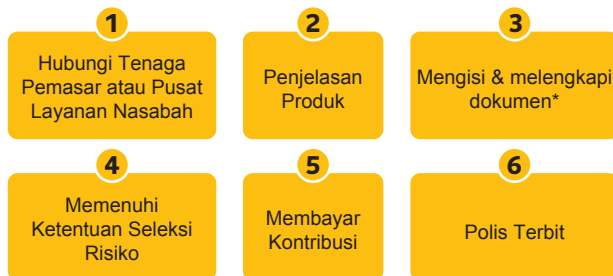 1
Hubungi Tenaga
Pemasar atau Pusat
Layanan Nasabah
2
Penjelasan
Produk
3
Mengisi & melengkapi
dokumen*
4
Memenuhi
Ketentuan Seleksi
Risiko
5
Membayar
Kontribusi
6
Polis Terbit